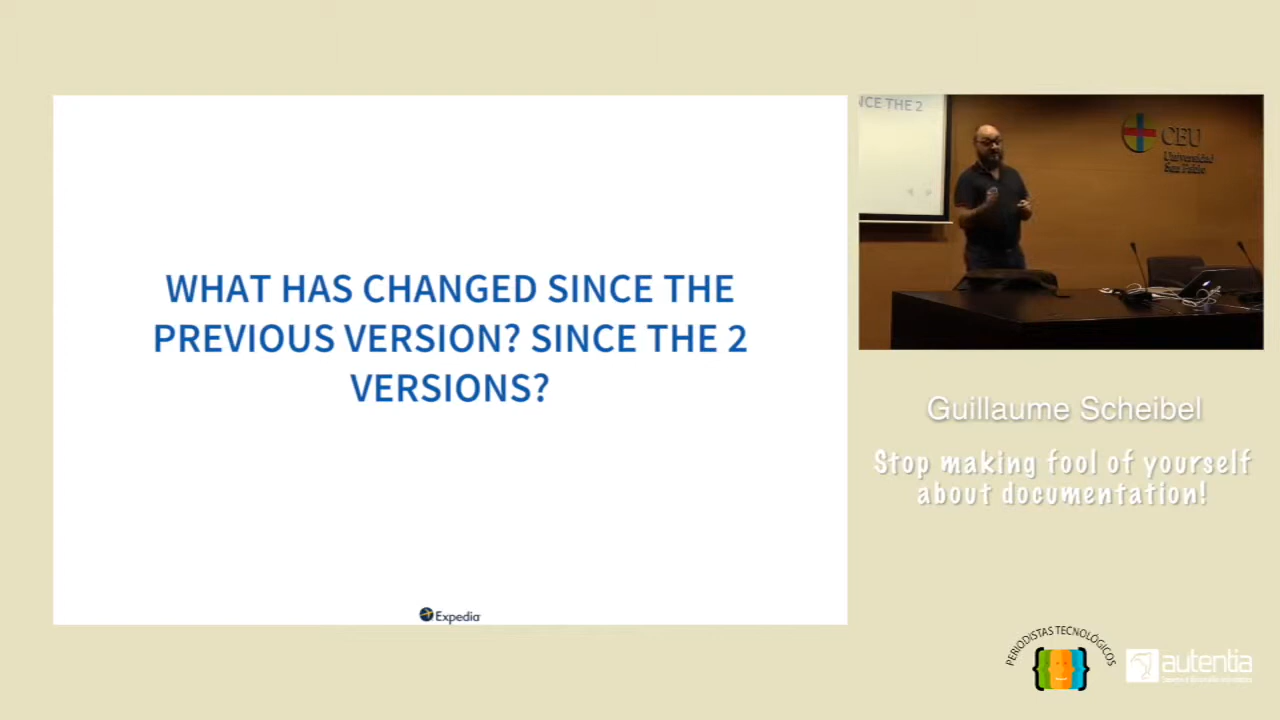 WHAT HAS CHANGED SINCE THE
PREVIOUS VERSION? SINCE THE 2
VERSIONS?
Expedia
NCE THE 2
CEU
Universidad
San Pablo
Guillaume Scheibel
Stop making fool of yourself
about documentation!
PERIODISTAS TECNOLÓGICOS
autentia